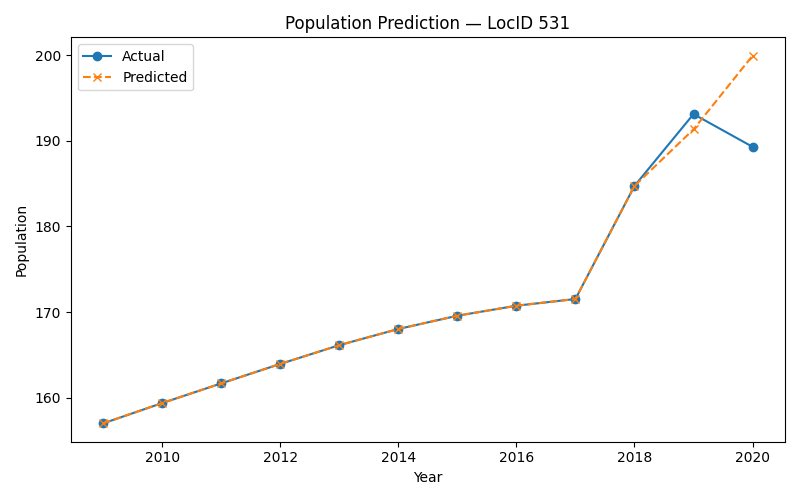 Population Prediction — LocID 531
Actual
Predicted
Population
200
190
180
170
160
2010 2012 2014 2016 2018 2020
Year